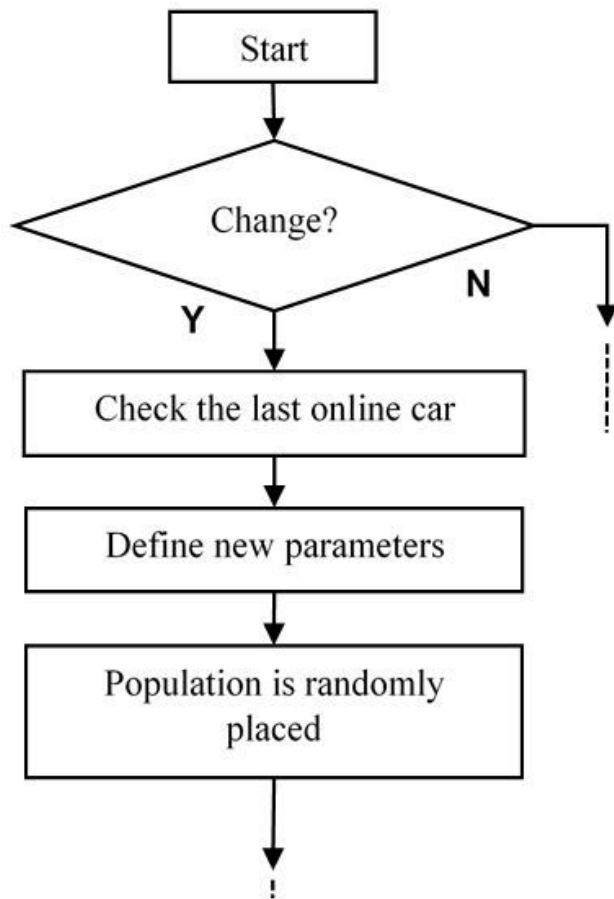 Start
Change?
N
Y
Check the last online car
Define new parameters
Population is randomly
placed